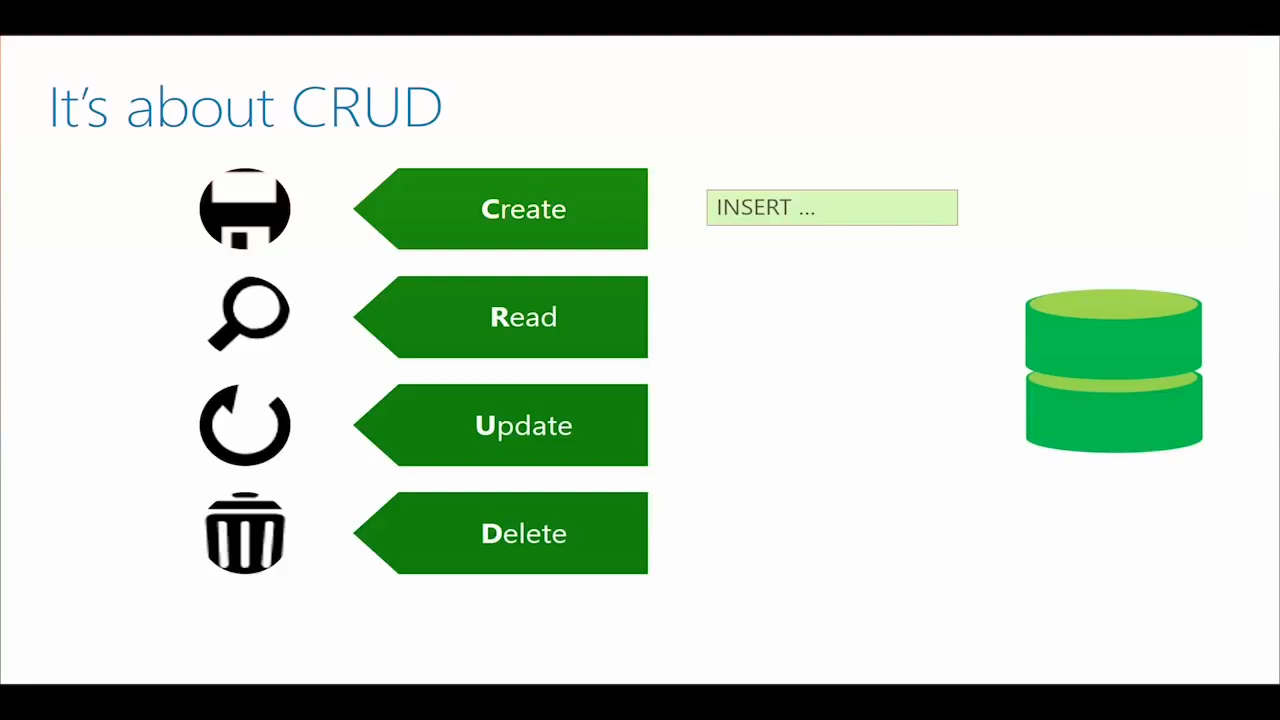 It's about CRUD
Create
INSERT ...
Read
Update
Delete